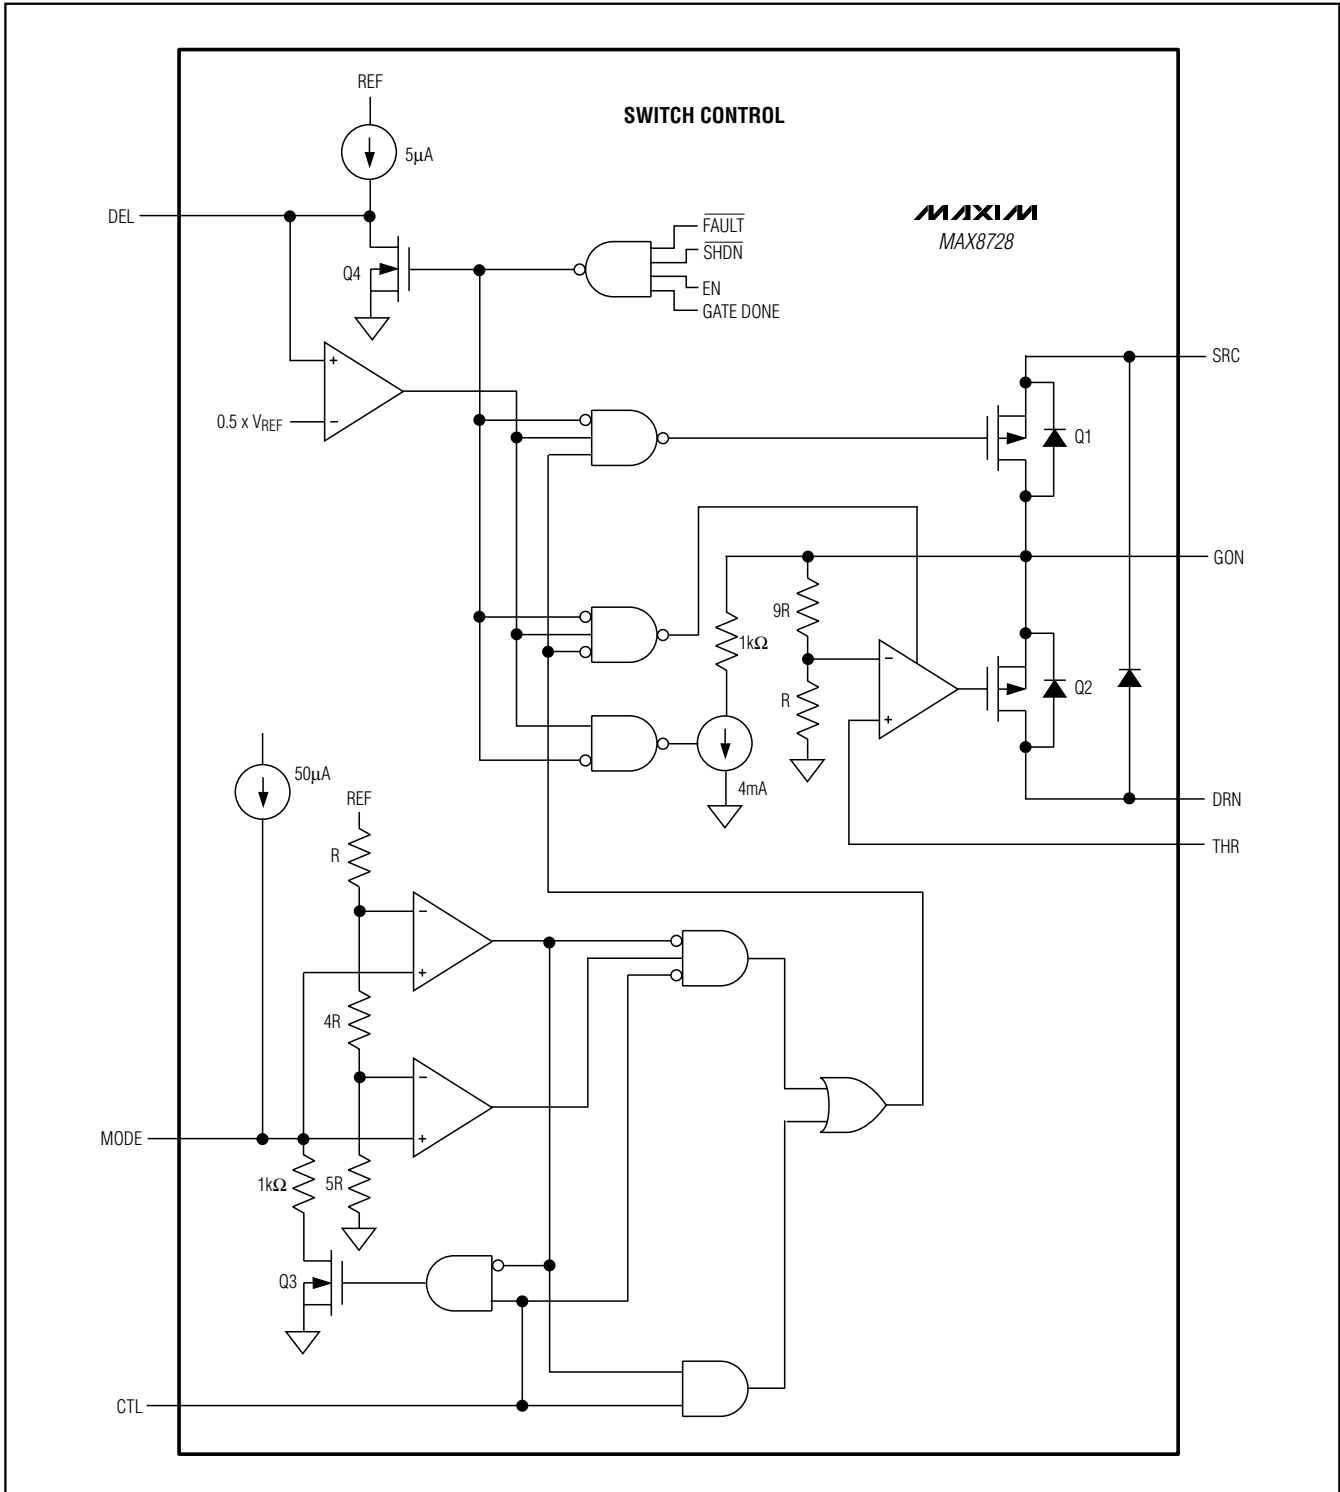 REF
SWITCH CONTROL
5μA
DEL
MAXIM
MAX8728
FAULT
SHDN
EN
GATE DONE
Q4
SRC
+
0.5 x VREF
−
Q1
GON
9R
1kΩ
−
R
Q2
+
4mA
50μA
REF
DRN
THR
R
−
+
4R
−
MODE
+
1kΩ
5R
Q3
CTL